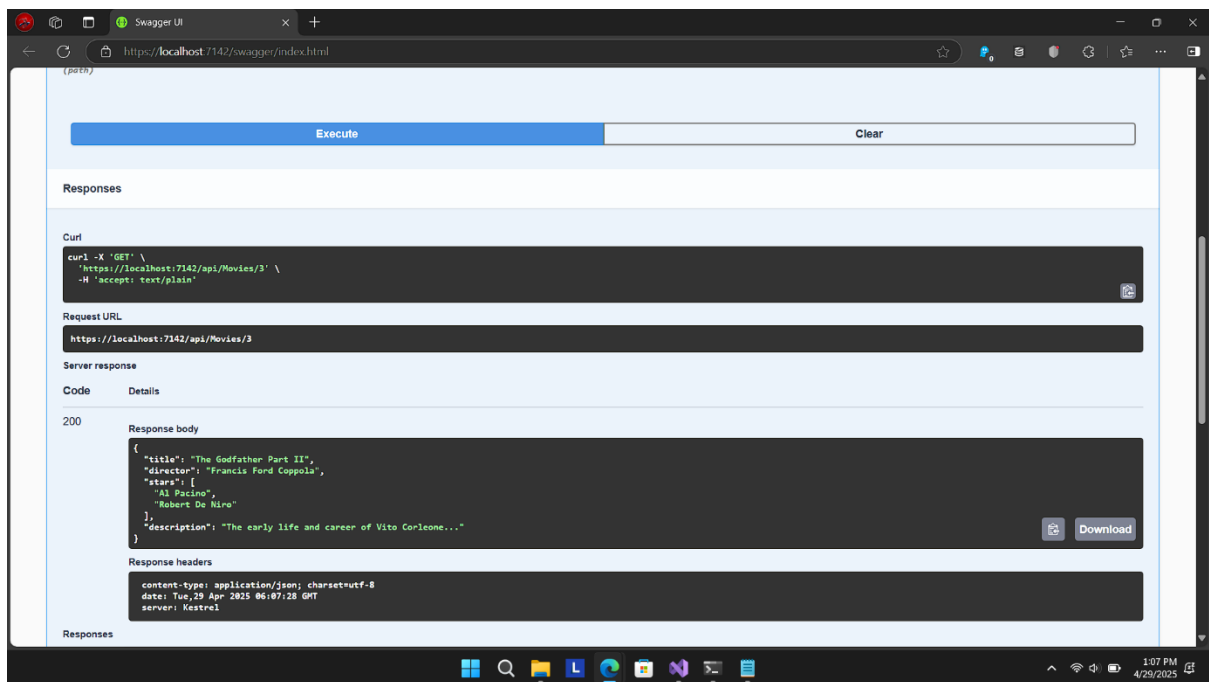 Swagger UI
https://localhost:7142/swagger/index.html
0
(path)
Execute
Clear
Responses
Curl
curl -X 'GET' \
'https://localhost:7142/api/Movies/3' \
-H 'accept: text/plain'
Request URL
https://localhost:7142/api/Movies/3
Server response
Code Details
200
Response body
{
"title": "The Godfather Part II",
"director": "Francis Ford Coppola",
"stars": [
"Al Pacino",
"Robert De Niro"
],
"description": "The early life and career of Vito Corleone..."
}
Download
Response headers
content-type: application/json; charset=utf-8
date: Tue,29 Apr 2025 06:07:28 GMT
server: Kestrel
Responses
L
1:07 PM
4/29/2025